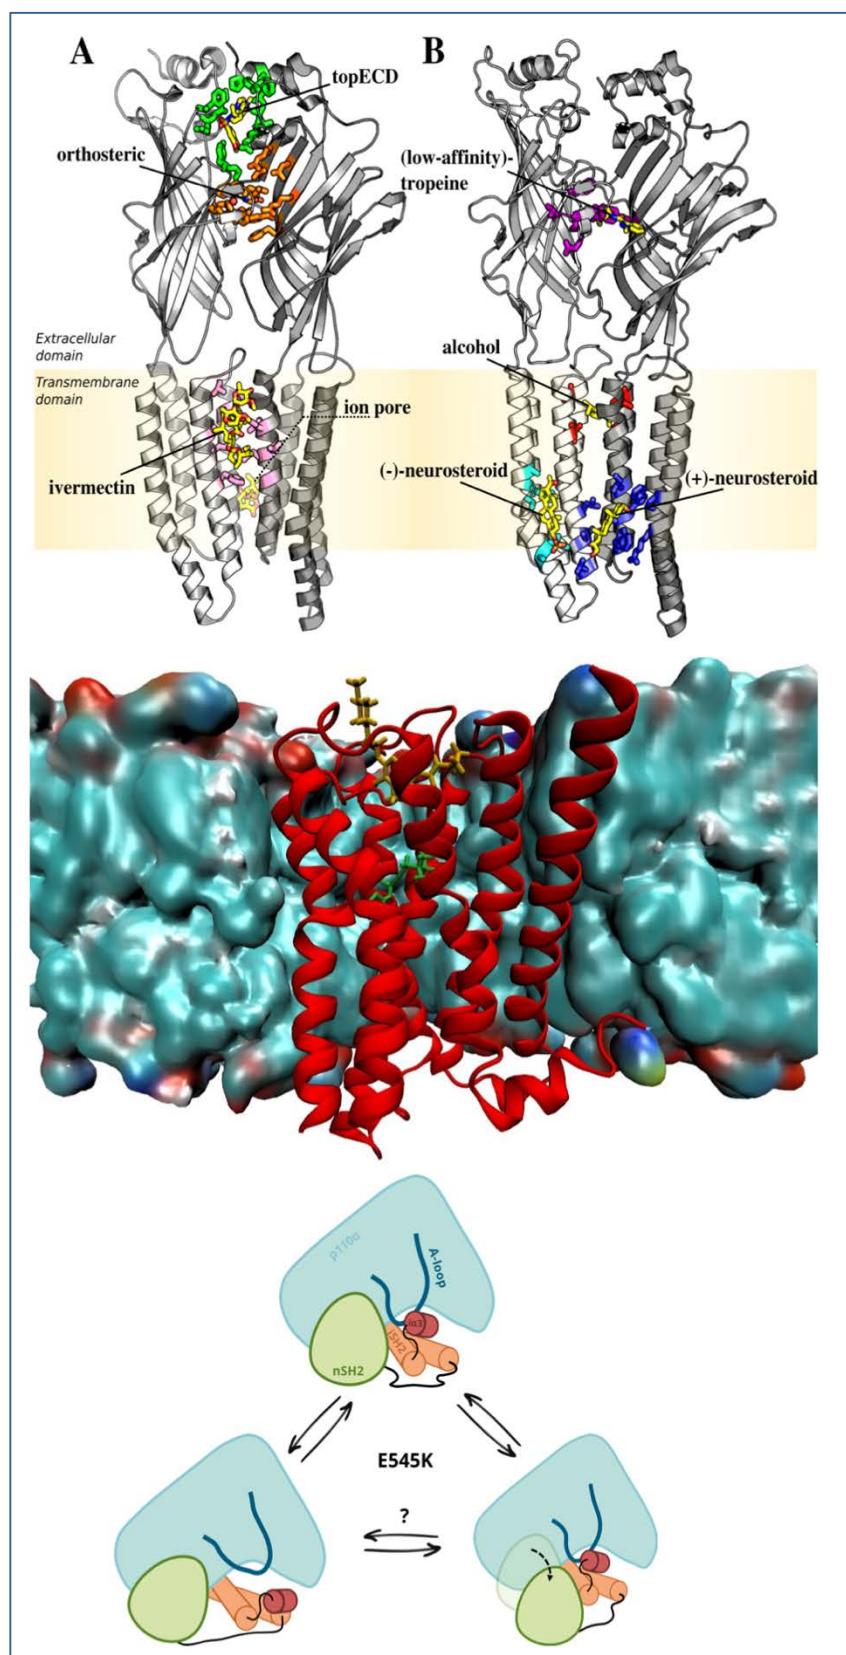 A
B
topECD
orthosteric
(low-affinity)-
tropeine
Extracellular
domain
Transmembrane
domain
alcohol
ion pore
ivermectin
(-)-neurosteroid
(+)-neurosteroid
p110α
A-loop
iα3
iSH2
nSH2
E545K
?